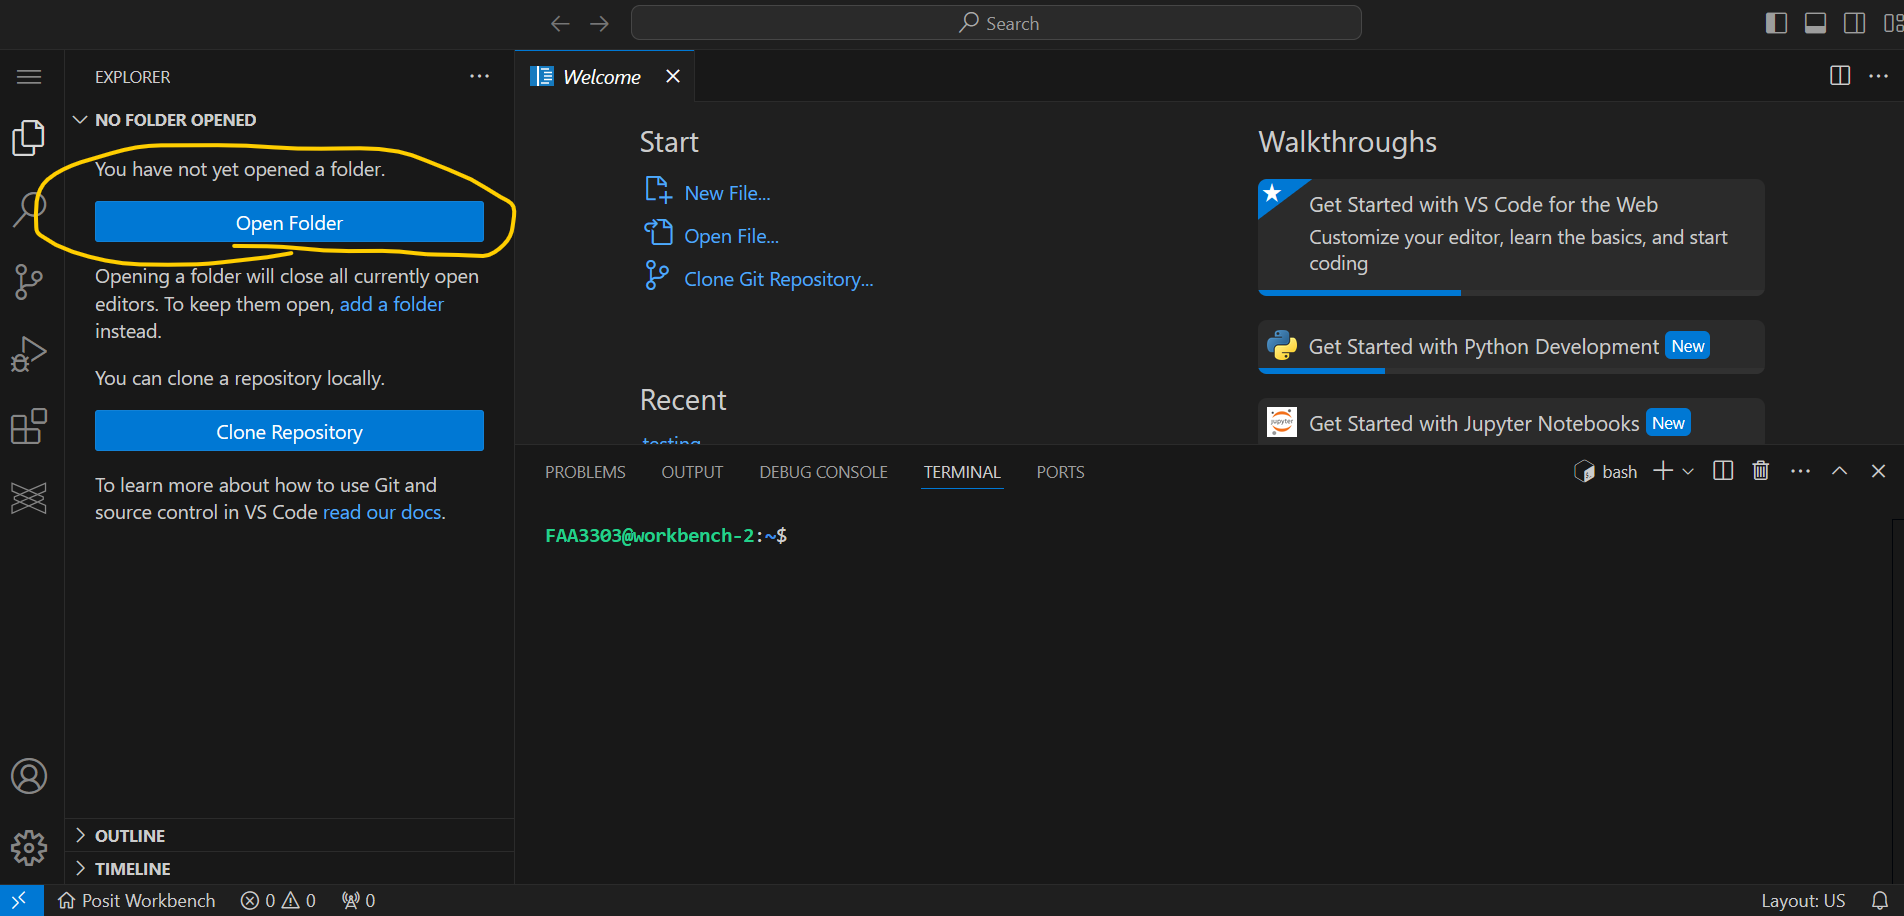 Search
EXPLORER
Welcome
NO FOLDER OPENED
You have not yet opened a folder.
Open Folder
Opening a folder will close all currently open
editors. To keep them open, add a folder
instead.
You can clone a repository locally.
Clone Repository
To learn more about how to use Git and
source control in VS Code read our docs.
OUTLINE
TIMELINE
Start
New File...
Open File...
Clone Git Repository...
Recent
testing
Walkthroughs
Get Started with VS Code for the Web
Customize your editor, learn the basics, and start
coding
Get Started with Python Development New
jupyter
Get Started with Jupyter Notebooks New
PROBLEMS OUTPUT DEBUG CONSOLE TERMINAL PORTS
bash
FAA3303@workbench-2:~$
Posit Workbench 0 0 0
Layout: US